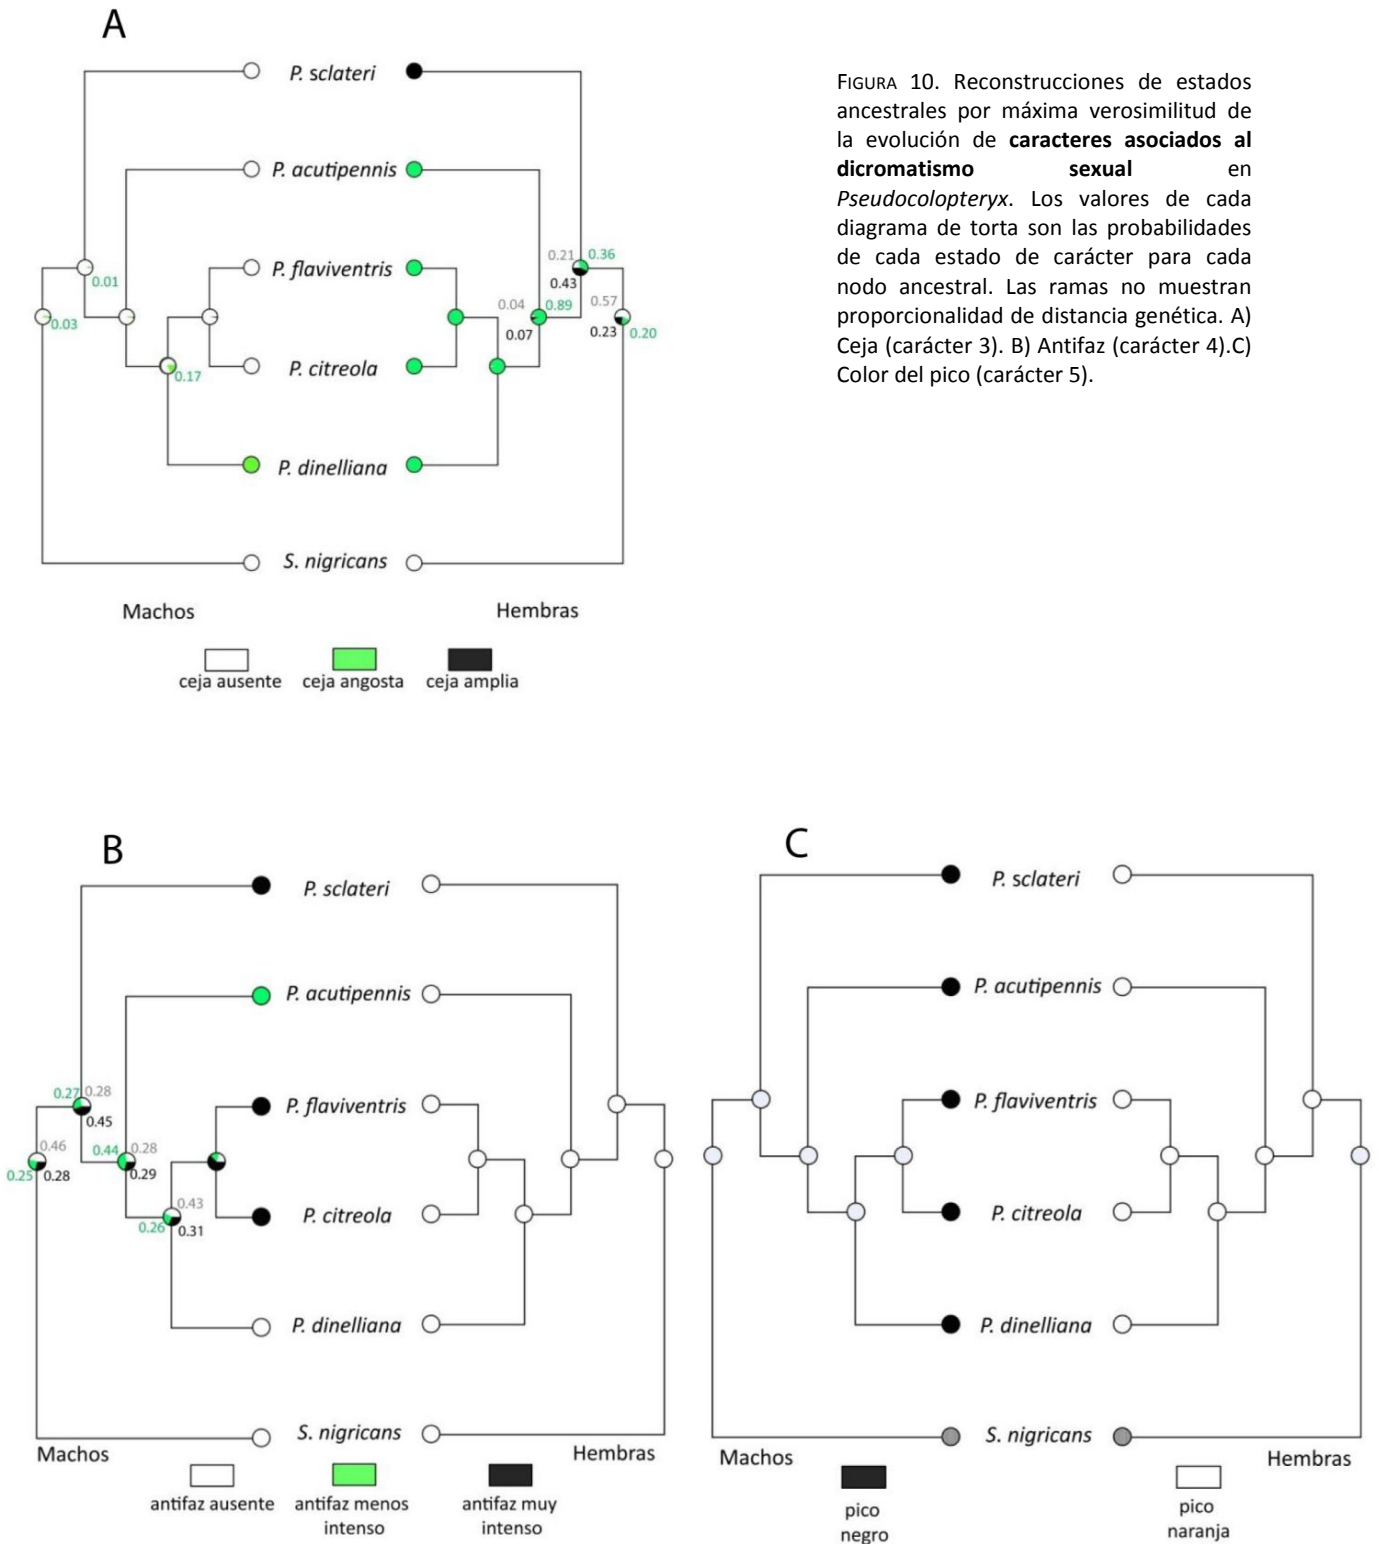 A
P. sclateri
P. acutipennis
P. flaviventris
P. citreola
P. dinelliana
S. nigricans
0.01
0.03
0.17
0.21 0.36
0.43
0.04 0.89
0.07
0.57
0.23 0.20
Machos
Hembras
ceja ausente
ceja angosta
ceja amplia
FIGURA 10. Reconstrucciones de estados
ancestrales por máxima verosimilitud de
la evolución de caracteres asociados al
dicromatismo sexual en
Pseudocolopteryx. Los valores de cada
diagrama de torta son las probabilidades
de cada estado de carácter para cada
nodo ancestral. Las ramas no muestran
proporcionalidad de distancia genética. A)
Ceja (carácter 3). B) Antifaz (carácter 4).C)
Color del pico (carácter 5).
B
P. sclateri
P. acutipennis
P. flaviventris
P. citreola
P. dinelliana
S. nigricans
0.27 0.28
0.45
0.46
0.25 0.28
0.44 0.28
0.29
0.43
0.26 0.31
Machos
Hembras
antifaz ausente
antifaz menos
intenso
antifaz muy
intenso
C
P. sclateri
P. acutipennis
P. flaviventris
P. citreola
P. dinelliana
S. nigricans
Machos
Hembras
pico
negro
pico
naranja